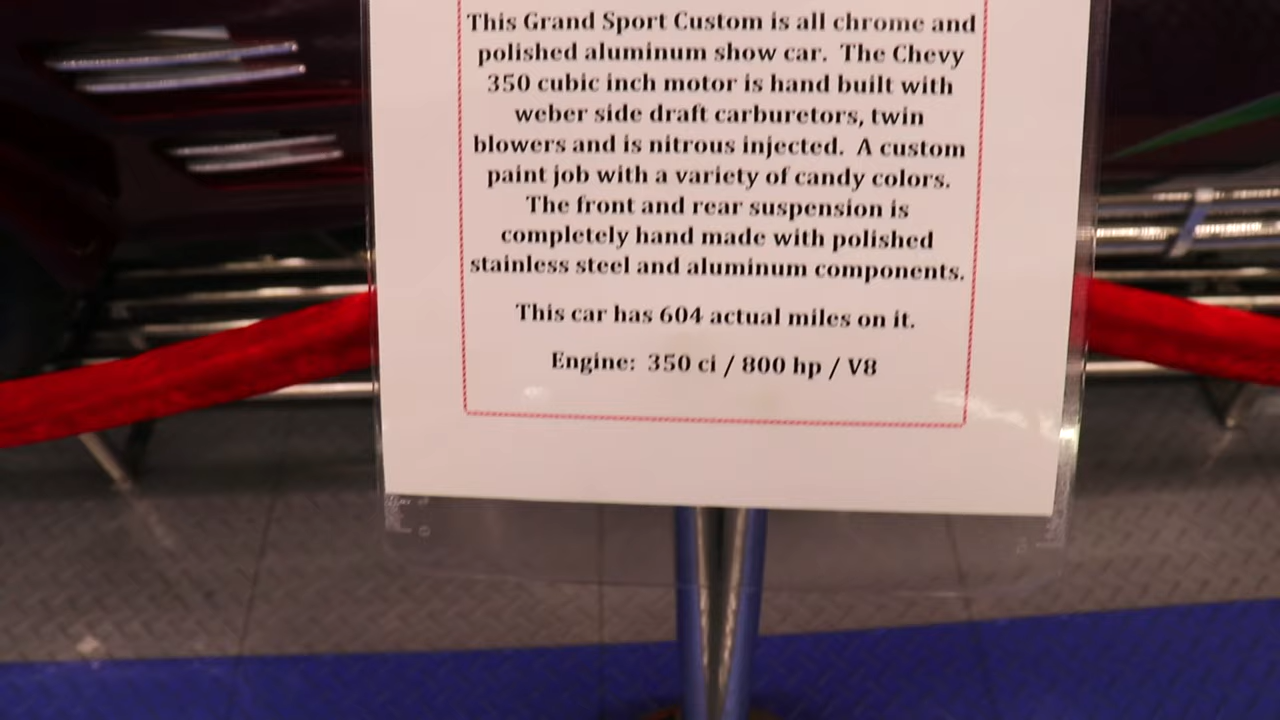 This Grand Sport Custom is all chrome and
polished aluminum show car. The Chevy
350 cubic inch motor is hand built with
weber side draft carburetors, twin
blowers and is nitrous injected. A custom
paint job with a variety of candy colors.
The front and rear suspension is
completely hand made with polished
stainless steel and aluminum components.
This car has 604 actual miles on it.
Engine: 350 ci / 800 hp / V8